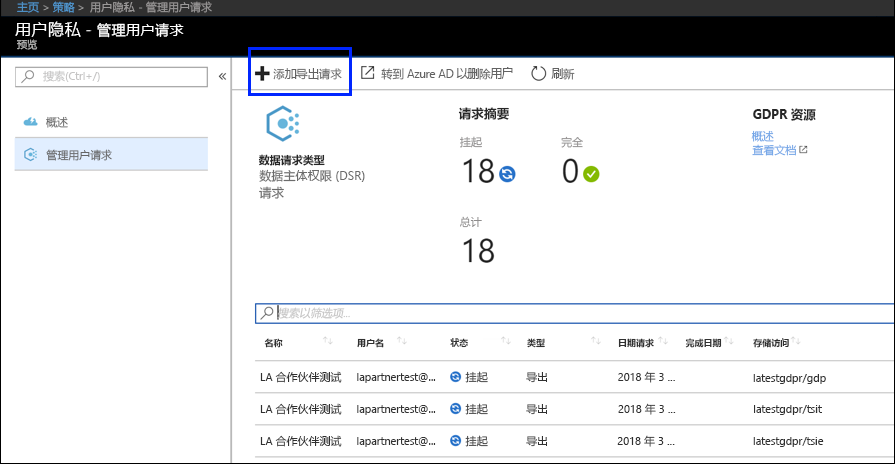 主页 > 策略 > 用户隐私 - 管理用户请求
用户隐私 - 管理用户请求
预览
搜索(Ctrl+/)
«
概述
管理用户请求
添加导出请求 转到 Azure AD 以删除用户 刷新
数据请求类型
数据主体权限 (DSR)
请求
请求摘要
挂起 完全
18 0
总计
18
GDPR 资源
概述
查看文档
搜索以筛选项...
名称 用户名 状态 类型 日期请求 完成日期 存储访问
LA 合作伙伴测试 lapartnertest@... 挂起 导出 2018 年 3 ... latestgdpr/gdp
LA 合作伙伴测试 lapartnertest@... 挂起 导出 2018 年 3 ... latestgdpr/tsit
LA 合作伙伴测试 lapartnertest@... 挂起 导出 2018 年 3 ... latestgdpr/tsie